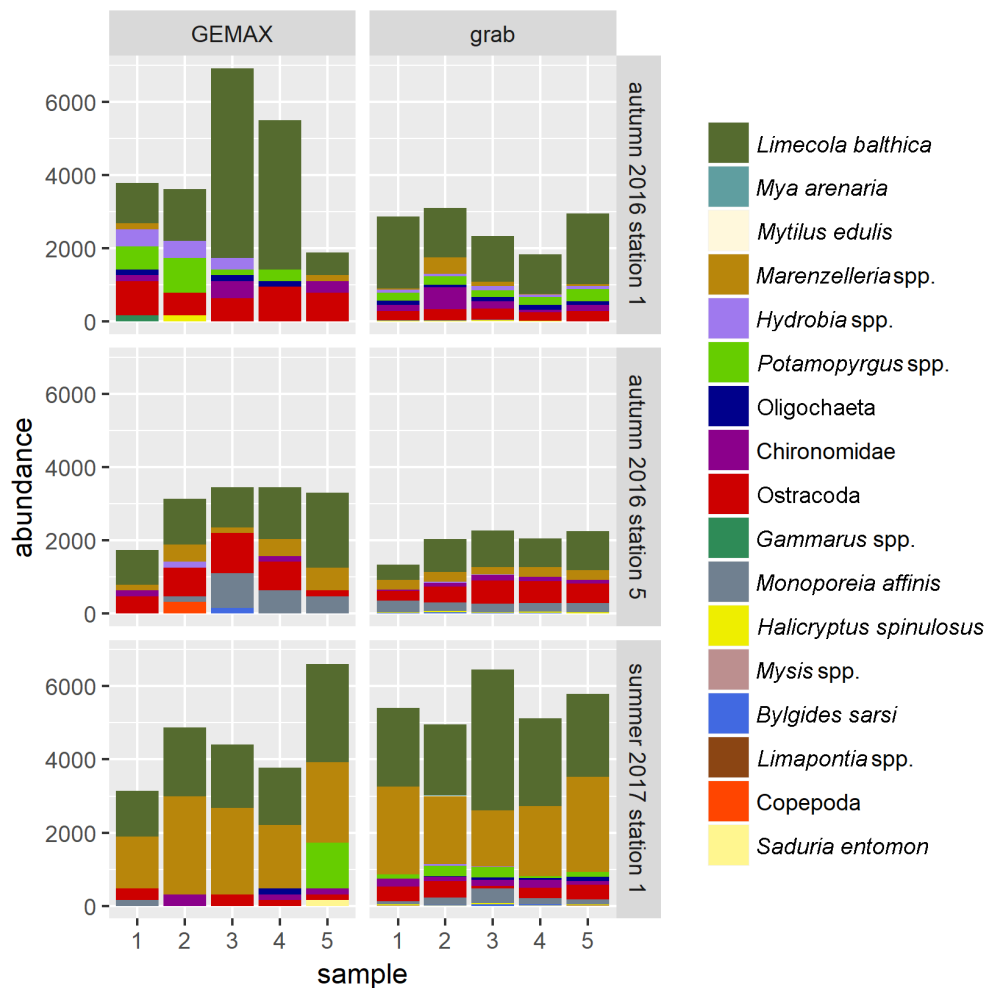 GEMAX
grab
abundance
6000
4000
2000
0
autumn 2016 station 1
6000
4000
2000
0
autumn 2016 station 5
6000
4000
2000
0
summer 2017 station 1
1 2 3 4 5
1 2 3 4 5
sample
Limecola balthica
Mya arenaria
Mytilus edulis
Marenzelleria spp.
Hydrobia spp.
Potamopyrgus spp.
Oligochaeta
Chironomidae
Ostracoda
Gammarus spp.
Monoporeia affinis
Halicryptus spinulosus
Mysis spp.
Bylgides sarsi
Limapontia spp.
Copepoda
Saduria entomon